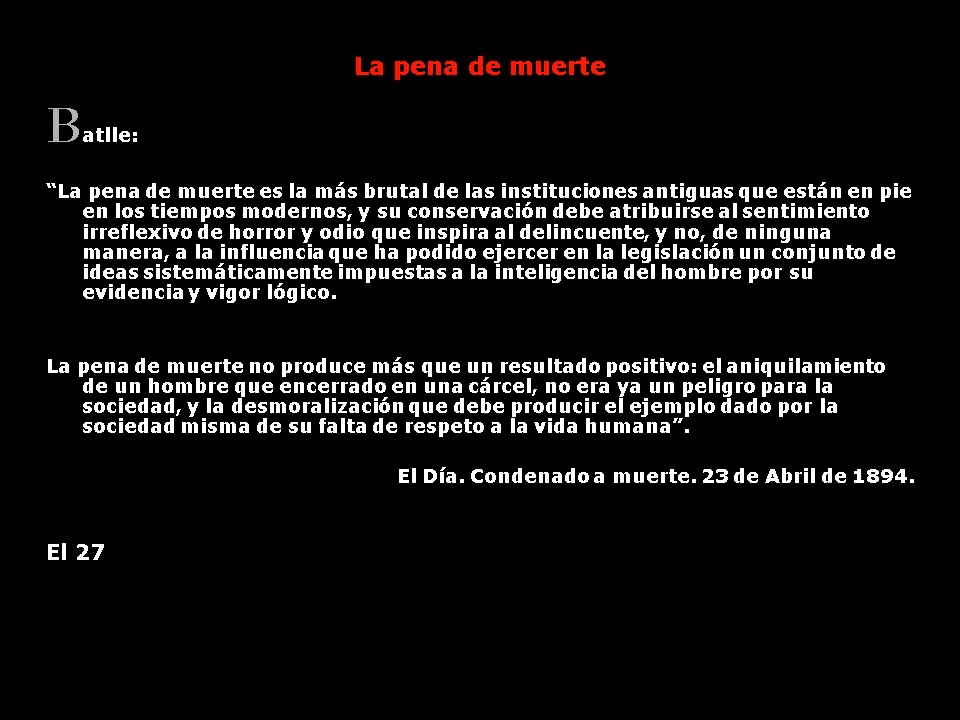 La pena de muerte
Batlle:
“La pena de muerte es la más brutal de las instituciones antiguas que están en pie
en los tiempos modernos, y su conservación debe atribuirse al sentimiento
irreflexivo de horror y odio que inspira al delincuente, y no, de ninguna
manera, a la influencia que ha podido ejercer en la legislación un conjunto de
ideas sistemáticamente impuestas a la inteligencia del hombre por su
evidencia y vigor lógico.
La pena de muerte no produce más que un resultado positivo: el aniquilamiento
de un hombre que encerrado en una cárcel, no era ya un peligro para la
sociedad, y la desmoralización que debe producir el ejemplo dado por la
sociedad misma de su falta de respeto a la vida humana”.
El Día. Condenado a muerte. 23 de Abril de 1894.
El 27